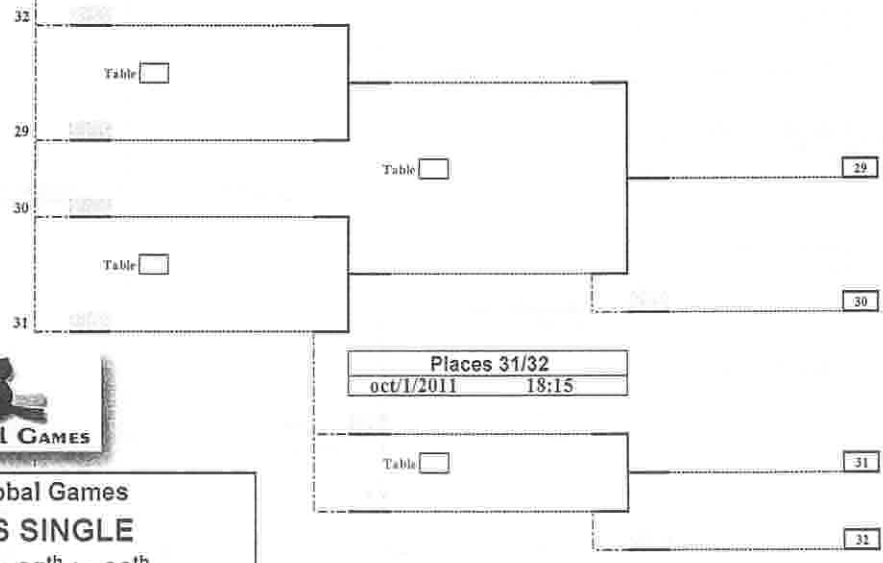 32
Table
29
Table
29
30
Table
30
31
Places 31/32
oct/1/2011 18:15
GAMES
Table
31
Games
SINGLE
32